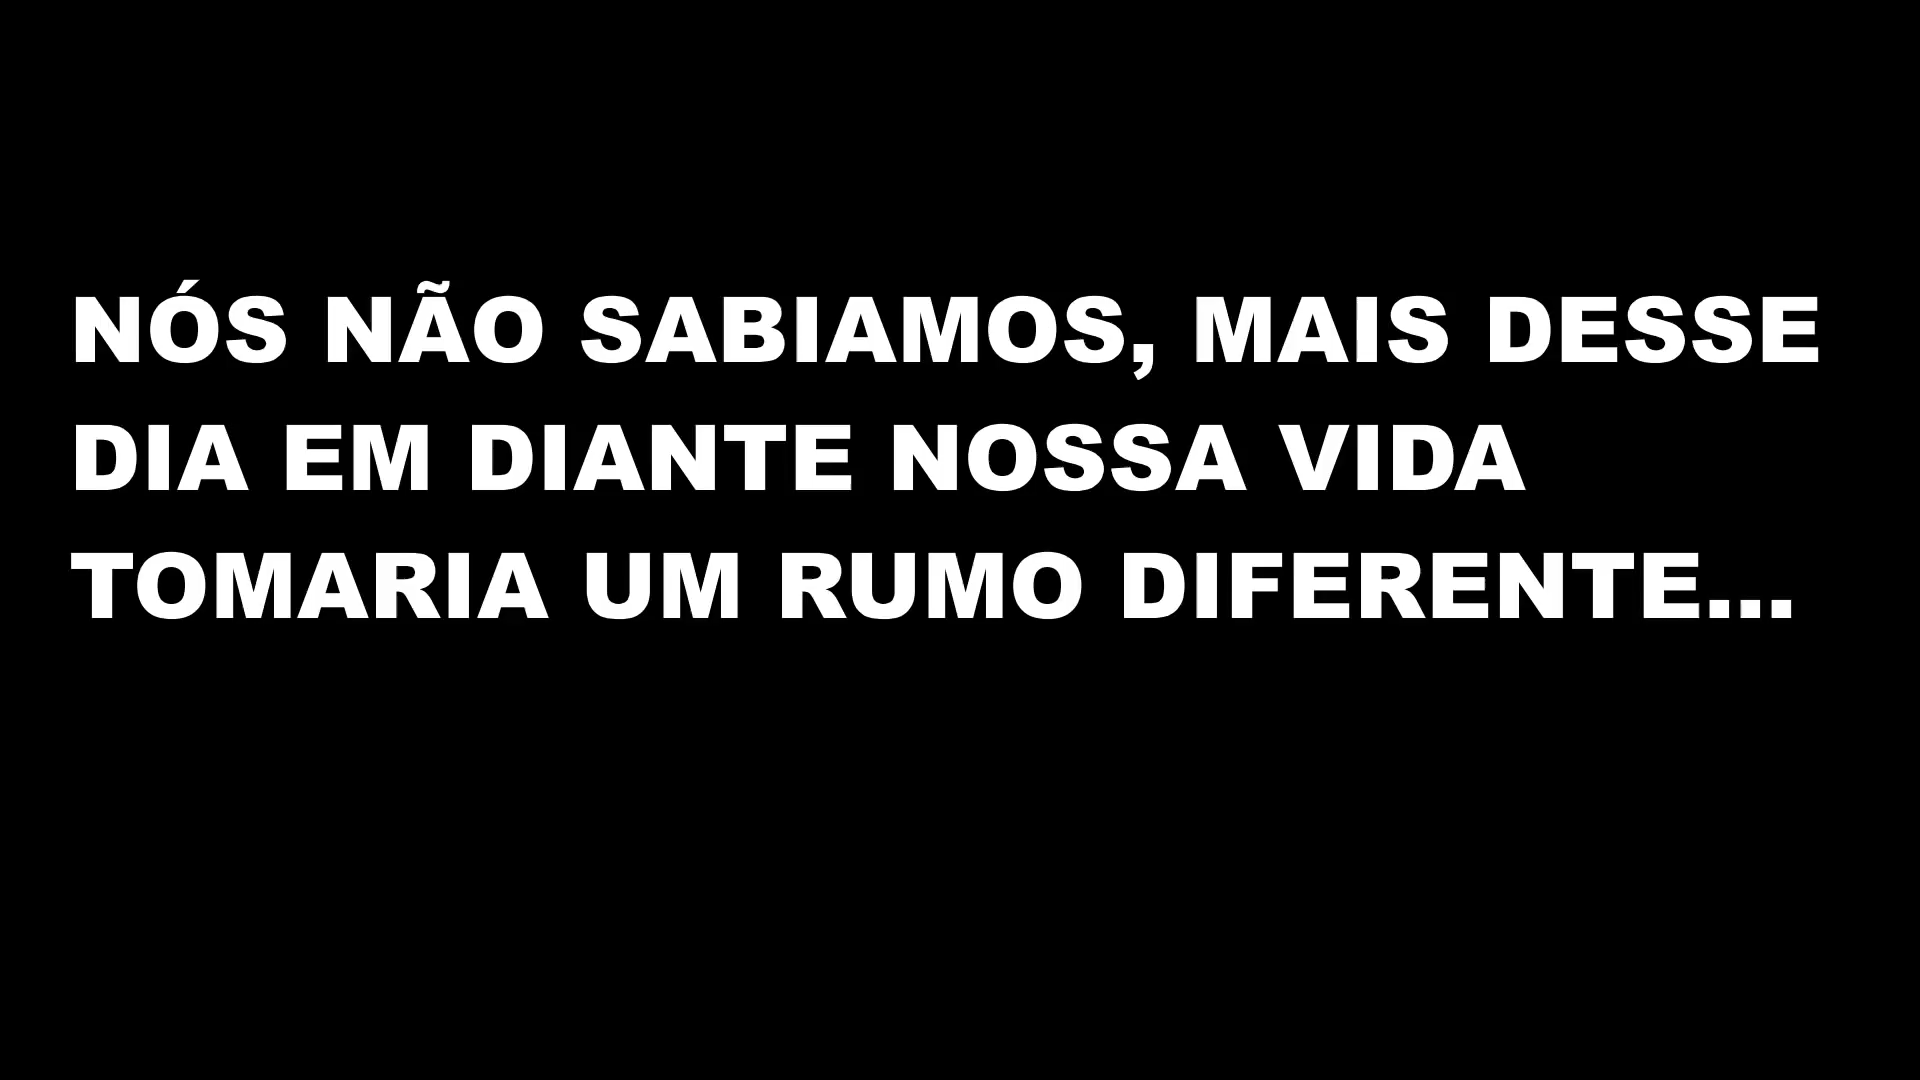 NÓS NÃO SABIAMOS, MAIS DESSE
DIA EM DIANTE NOSSA VIDA
TOMARIA UM RUMO DIFERENTE...